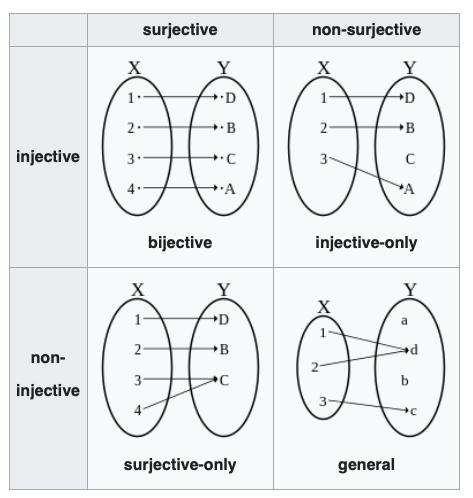 surjective non-surjective
injective
X Y
1 D
2 B
3 C
4 A
bijective
X Y
1 D
2 B
3 C
A
injective-only
non-
injective
X Y
1 D
2 B
3 C
4
surjective-only
X Y
a
1
d
2
b
3
c
general